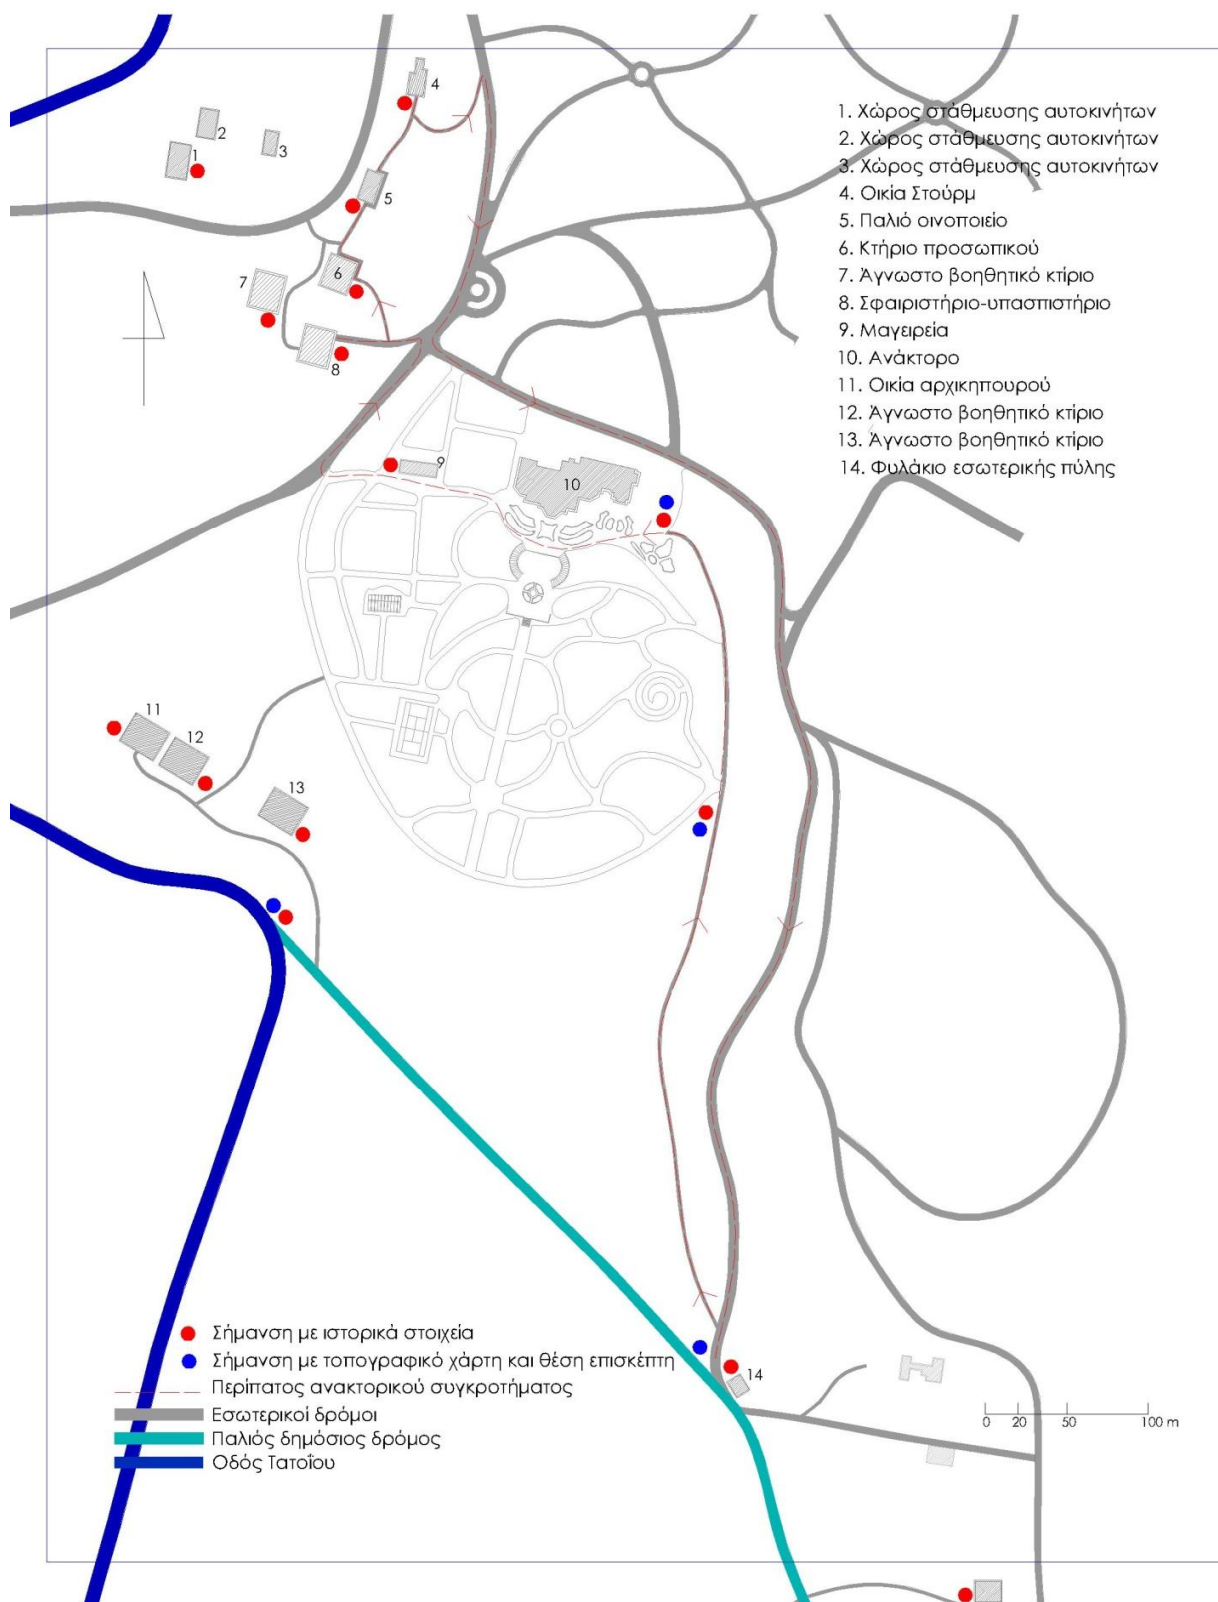 4
2
1
3
5
6
7
8
9
10
11
12
13
14
1. Χώρος στάθμευσης αυτοκινήτων
2. Χώρος στάθμευσης αυτοκινήτων
3. Χώρος στάθμευσης αυτοκινήτων
4. Οικία Στούρμ
5. Παλιό οινοποιείο
6. Κτήριο προσωπικού
7. Άγνωστο βοηθητικό κτίριο
8. Σφαιριστήριο-υπασπιστήριο
9. Μαγειρεία
10. Ανάκτορο
11. Οικία αρχικηπουρού
12. Άγνωστο βοηθητικό κτίριο
13. Άγνωστο βοηθητικό κτίριο
14. Φυλάκιο εσωτερικής πύλης
Σήμανση με ιστορικά στοιχεία
Σήμανση με τοπογραφικό χάρτη και θέση επισκέπτη
Περίπατος ανακτορικού συγκροτήματος
Εσωτερικοί δρόμοι
Παλιός δημόσιος δρόμος
Οδός Τατοΐου
0 20 50 100 m